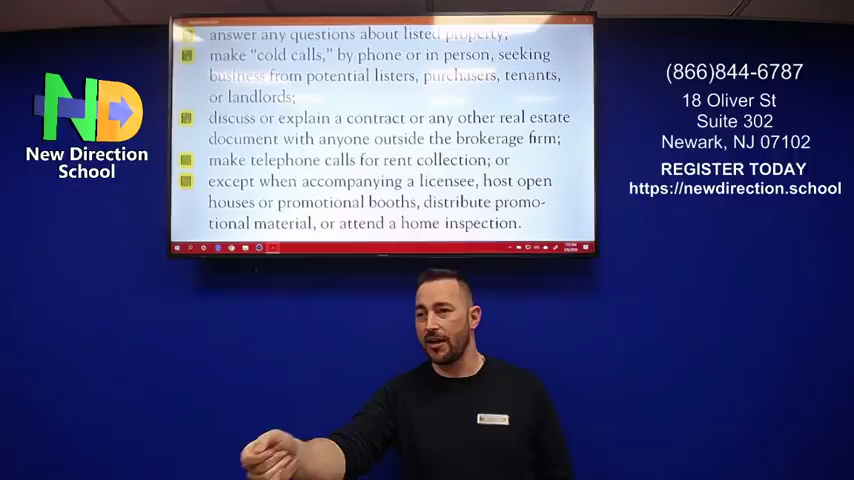 answer any questions about listed property;
make “cold calls,” by phone or in person, seeking
business from potential listers, purchasers, tenants,
or landlords;
discuss or explain a contract or any other real estate
document with anyone outside the brokerage firm;
make telephone calls for rent collection; or
except when accompanying a licensee, host open
houses or promotional booths, distribute promo-
tional material, or attend a home inspection.
ND
New Direction
School
(866)844-6787
18 Oliver St
Suite 302
Newark, NJ 07102
REGISTER TODAY
https://newdirection.school